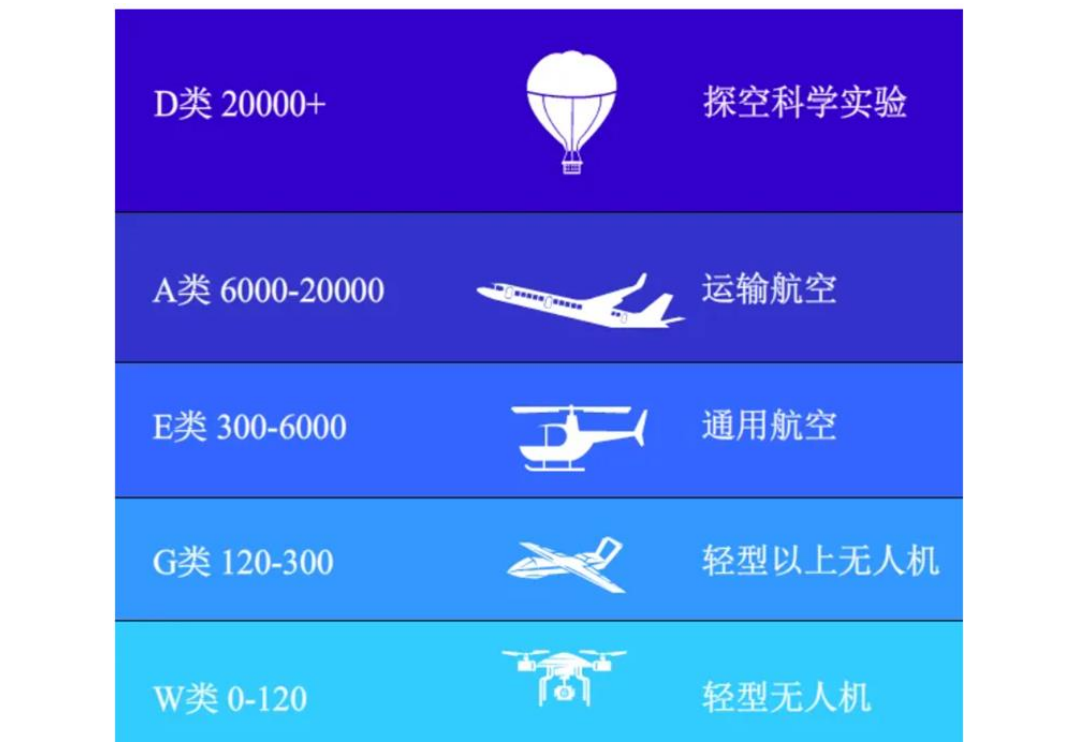 D类 20000+ 探空科学实验
A类 6000-20000 运输航空
E类 300-6000 通用航空
G类 120-300 轻型以上无人机
W类 0-120 轻型无人机